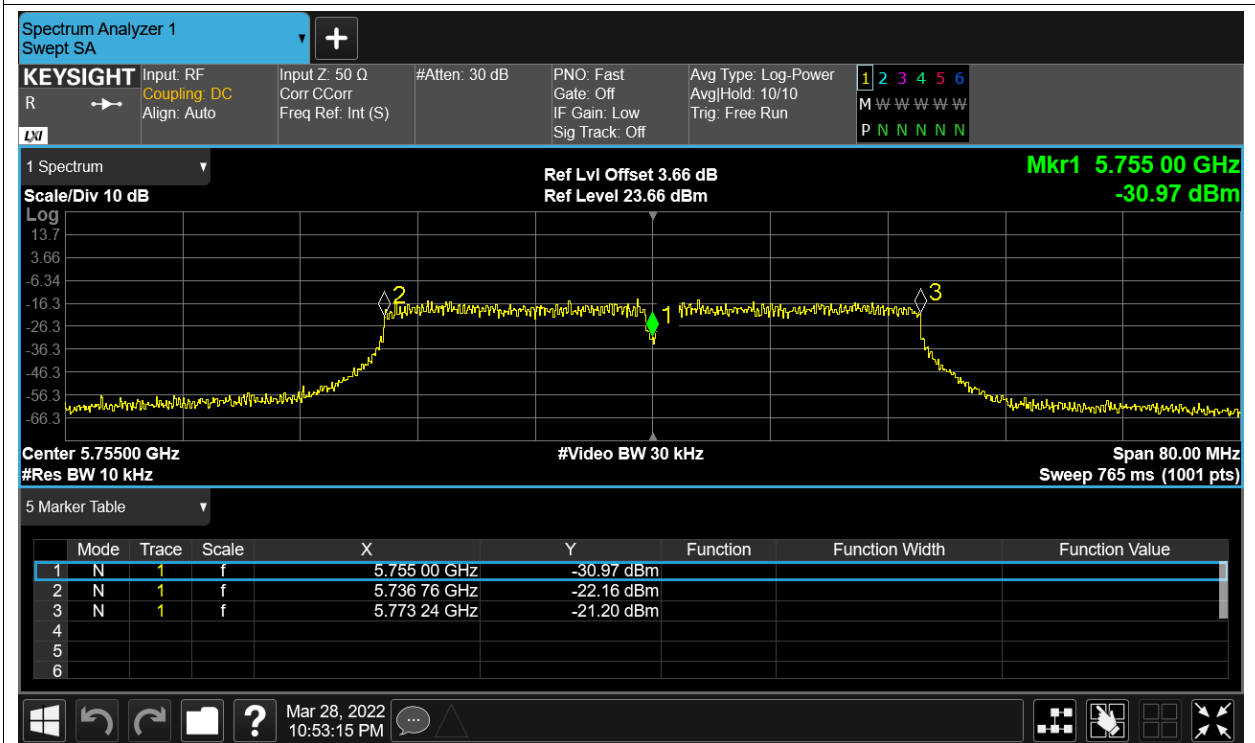 Spectrum Analyzer 1
Swept SA
KEYSIGHT
R
LXI
Input: RF
Coupling: DC
Align: Auto
Input Z: 50 Ω
Corr CCorr
Freq Ref: Int (S)
#Atten: 30 dB
PNO: Fast
Gate: Off
IF Gain: Low
Sig Track: Off
Avg Type: Log-Power
Avg|Hold: 10/10
Trig: Free Run
1 2 3 4 5 6
M W W W W W
P N N N N N
1 Spectrum
Scale/Div 10 dB
Ref Lvl Offset 3.66 dB
Ref Level 23.66 dBm
Mkr1 5.755 00 GHz
-30.97 dBm
Log
13.7
3.66
-6.34
-16.3
-26.3
-36.3
-46.3
-56.3
-66.3
2
1
3
Center 5.75500 GHz
#Video BW 30 kHz
Span 80.00 MHz
#Res BW 10 kHz
Sweep 765 ms (1001 pts)
5 Marker Table
Mode Trace Scale X Y Function Function Width Function Value
1 N 1 f 5.755 00 GHz -30.97 dBm
2 N 1 f 5.736 76 GHz -22.16 dBm
3 N 1 f 5.773 24 GHz -21.20 dBm
4
5
6
?
Mar 28, 2022
10:53:15 PM